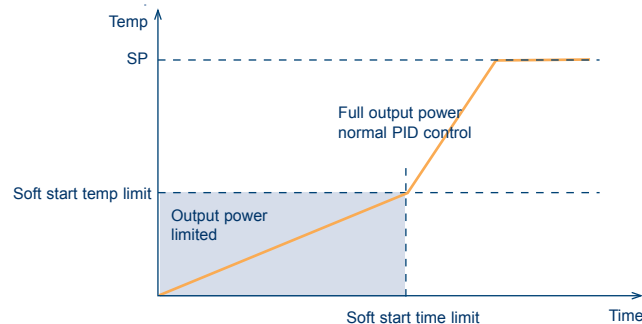 Temp
SP
Full output power
normal PID control
Soft start temp limit
Output power
limited
Soft start time limit
Time